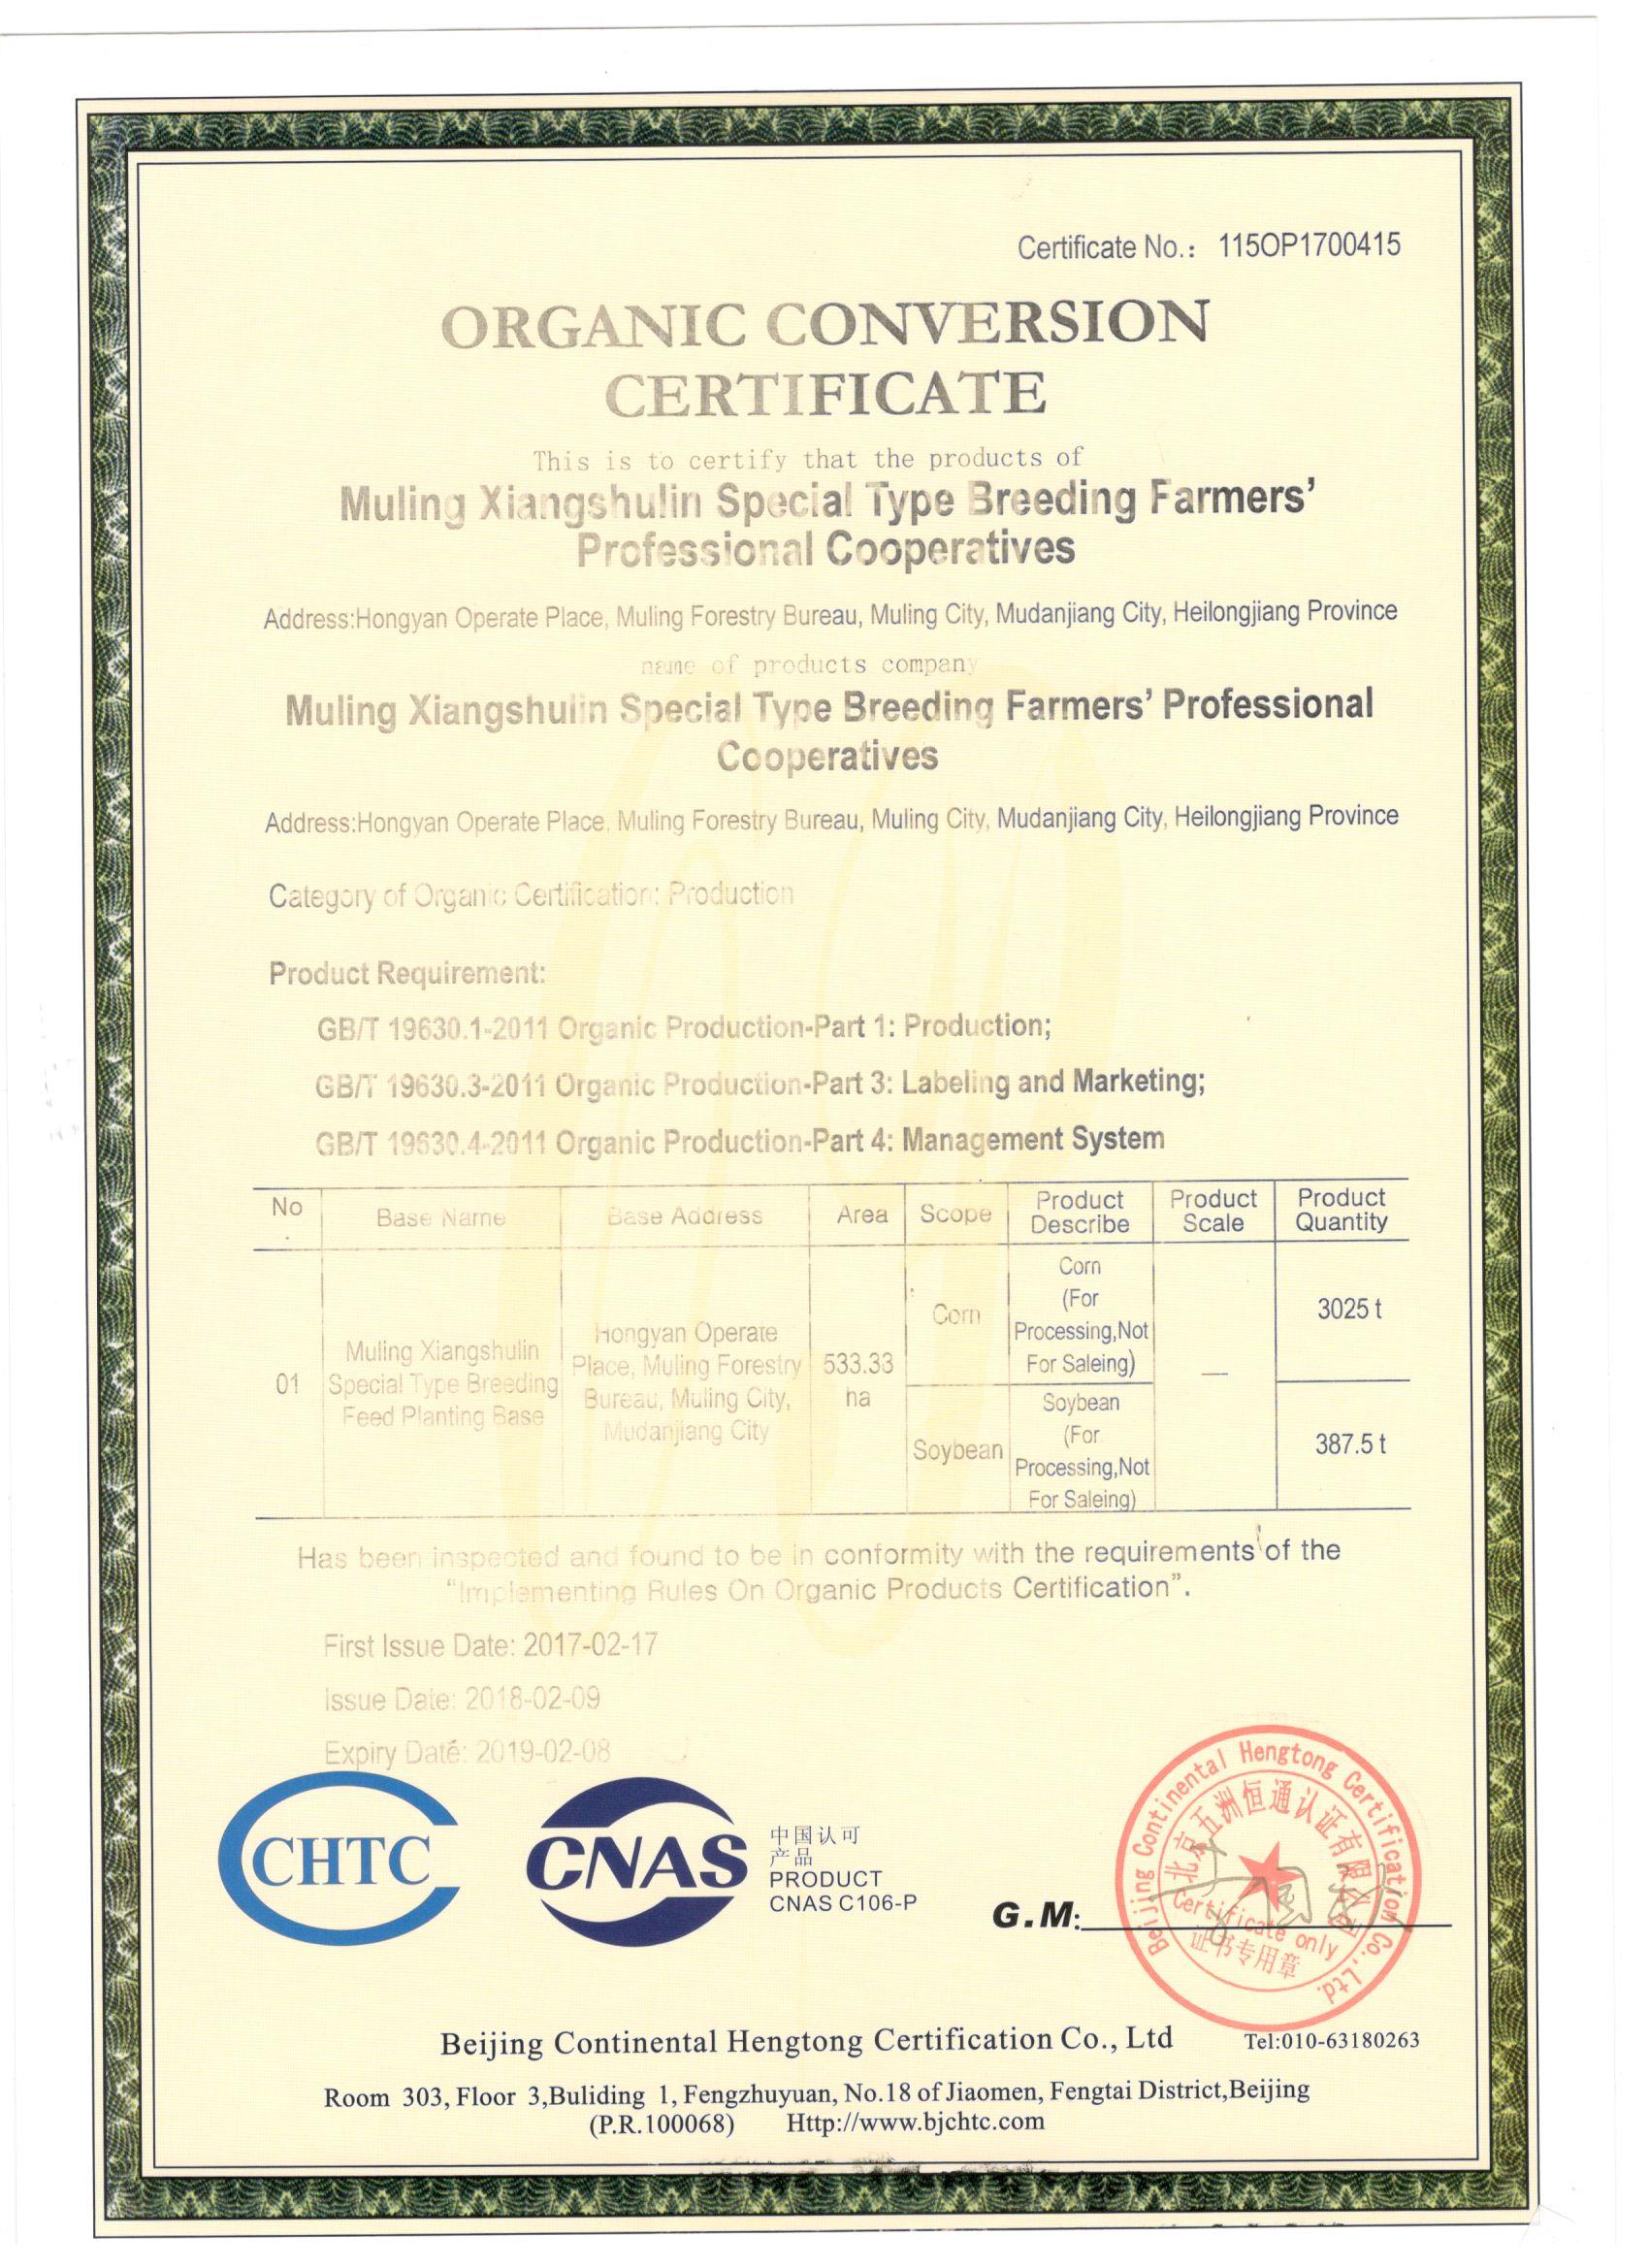 Certificate No.: 115OP1700415
ORGANIC CONVERSION
CERTIFICATE
This is to certify that the products of
Muling Xiangshulin Special Type Breeding Farmers'
Professional Cooperatives
Address:Hongyan Operate Place, Muling Forestry Bureau, Muling City, Mudanjiang City, Heilongjiang Province
name of products company
Muling Xiangshulin Special Type Breeding Farmers' Professional
Cooperatives
Address:Hongyan Operate Place, Muling Forestry Bureau, Muling City, Mudanjiang City, Heilongjiang Province
Category of Organic Certification: Production
Product Requirement:
GB/T 19630.1-2011 Organic Production-Part 1: Production;
GB/T 19630.3-2011 Organic Production-Part 3: Labeling and Marketing;
GB/T 19630.4-2011 Organic Production-Part 4: Management System
No Base Name Base Address Area Scope Product Describe Product Scale Product Quantity
01
Muling Xiangshulin
Special Type Breeding
Feed Planting Base
Hongyan Operate
Place, Muling Forestry
Bureau, Muling City,
Mudanjiang City
533.33
ha
Corn
Corn
(For
Processing,Not
For Saleing)
—
3025 t
Soybean
Soybean
(For
Processing,Not
For Saleing)
387.5 t
Has been inspected and found to be in conformity with the requirements of the
"Implementing Rules On Organic Products Certification".
First Issue Date: 2017-02-17
Issue Date: 2018-02-09
Expiry Date: 2019-02-08
CHTC
CNAS
中国认可
产品
PRODUCT
CNAS C106-P
G.M:
Beijing Continental Hengtong Certification Co.,Ltd.
北京五洲恒通认证有限公司
Certificate only
证书专用章
Beijing Continental Hengtong Certification Co., Ltd Tel:010-63180263
Room 303, Floor 3,Buliding 1, Fengzhuyuan, No.18 of Jiaomen, Fengtai District,Beijing
(P.R.100068) Http://www.bjchtc.com